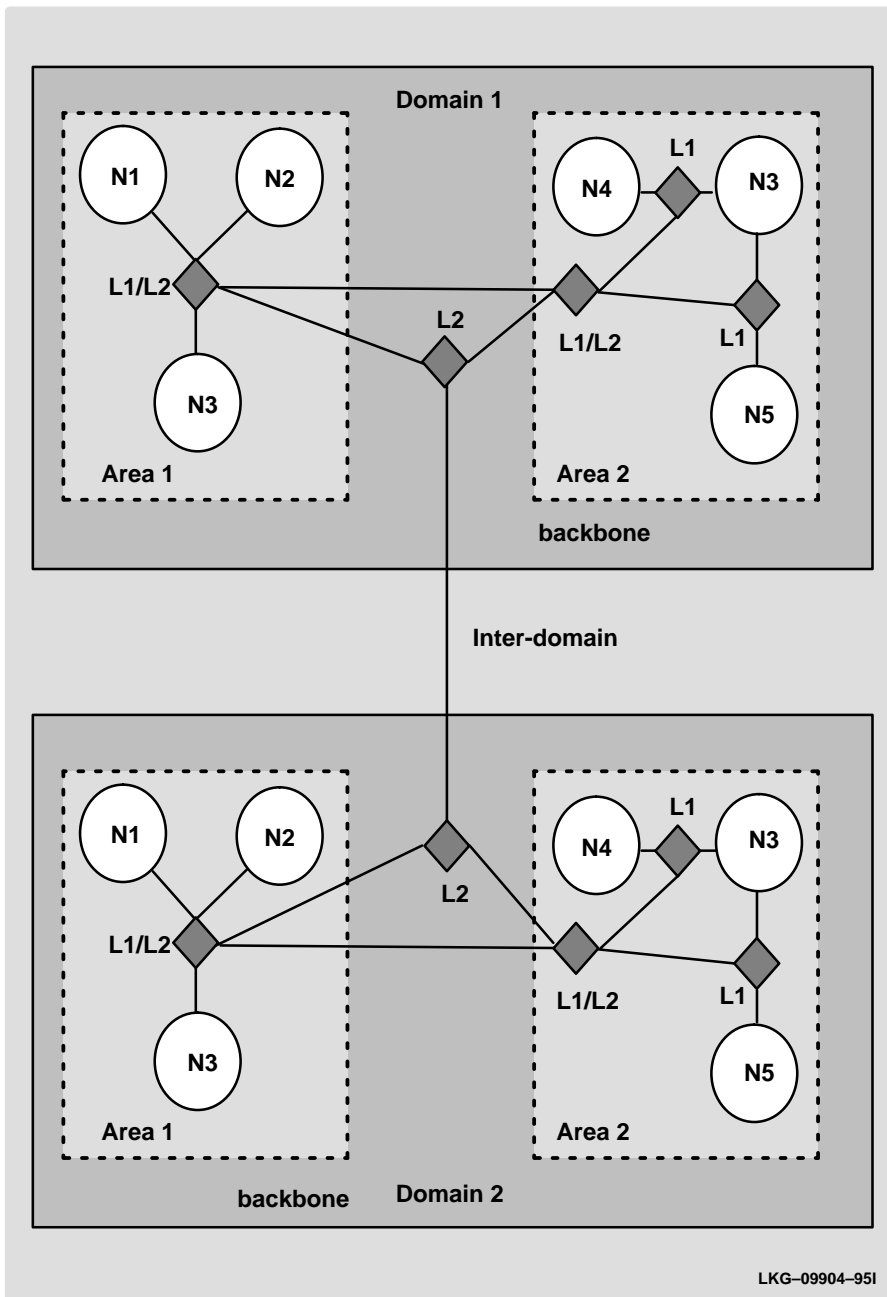 Domain 1
N1
N2
L1/L2
N3
Area 1
L2
N4
L1
N3
L1/L2
L1
N5
Area 2
backbone
Inter-domain
N1
N2
L1/L2
N3
Area 1
L2
N4
L1
N3
L1/L2
L1
N5
Area 2
backbone
Domain 2
LKG–09904–95I